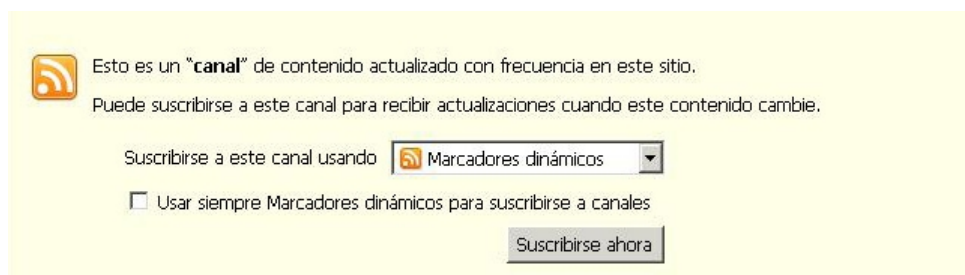 Esto es un "canal" de contenido actualizado con frecuencia en este sitio.
Puede suscribirse a este canal para recibir actualizaciones cuando este contenido cambie.
Suscribirse a este canal usando Marcadores dinámicos
Usar siempre Marcadores dinámicos para suscribirse a canales
Suscribirse ahora